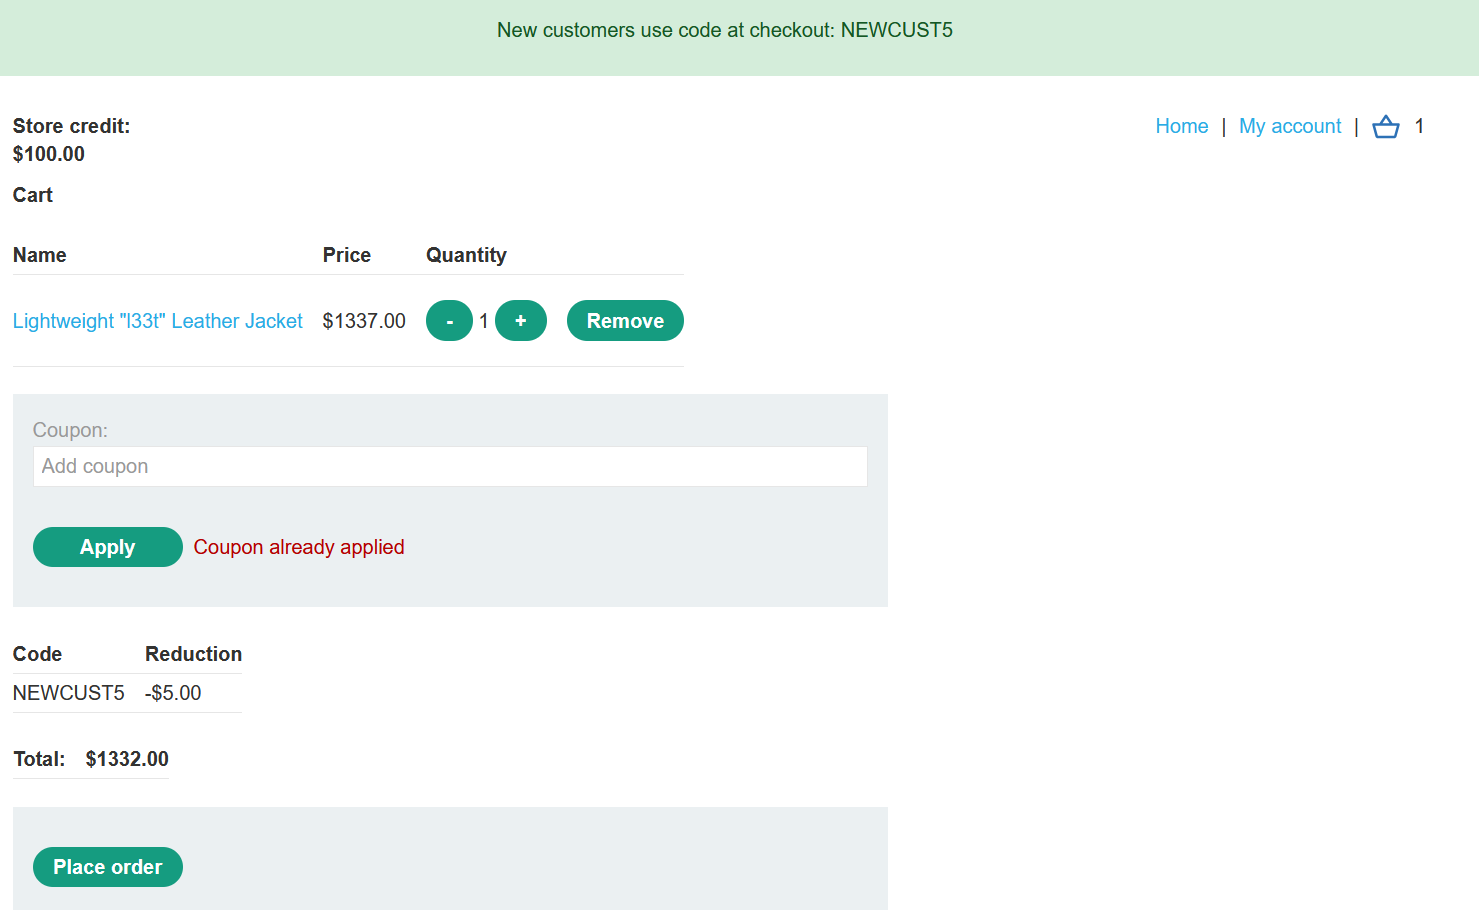 New customers use code at checkout: NEWCUST5
Store credit:
$100.00
Home | My account | 1
Cart
Name Price Quantity
Lightweight "l33t" Leather Jacket $1337.00 - 1 + Remove
Coupon:
Add coupon
Apply Coupon already applied
Code Reduction
NEWCUST5 -$5.00
Total: $1332.00
Place order